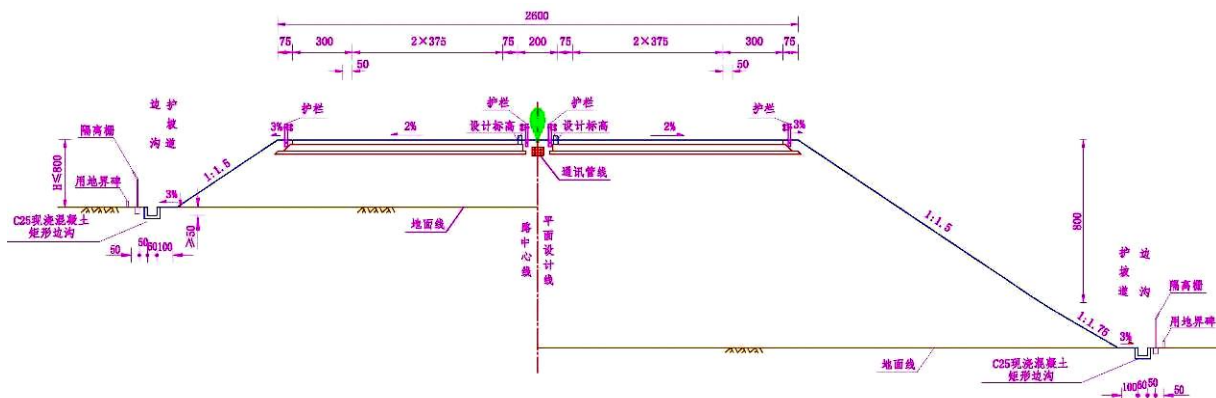 2600
75 300 2×375 75 200 75 2×375 300 75
50 50
护栏 护栏
设计标高 设计标高
护栏 护栏
3% 2% 2% 3%
边沟 护坡道
隔离栅
用地界碑
H≤800
1:1.5
3%
C25现浇混凝土
矩形边沟
50 50 60 100
≥50
地面线
通讯管线
路中心线
平面设计线
1:1.5
800
1:1.75
护坡道 边沟
隔离栅
用地界碑
3%
地面线
C25现浇混凝土
矩形边沟
100 60 50 50